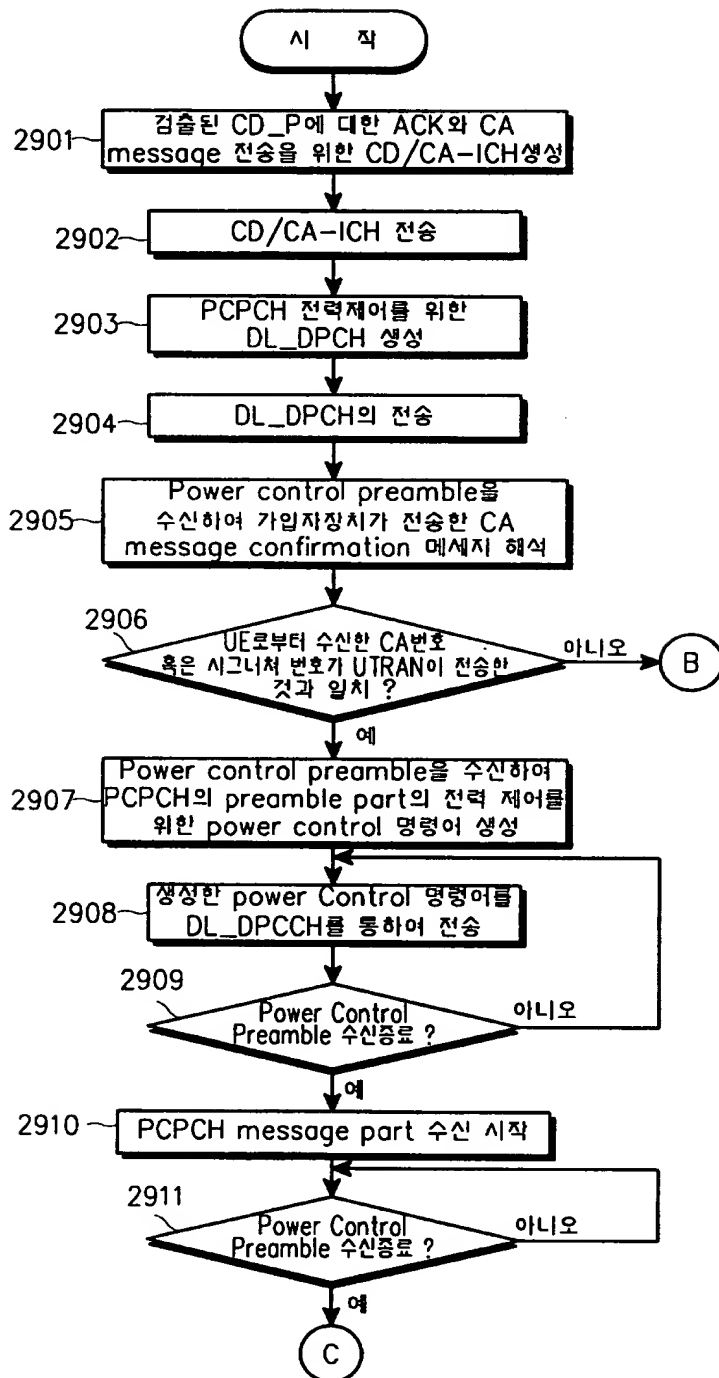 시 작
2901
검출된 CD_P에 대한 ACK와 CA
message 전송을 위한 CD/CA-ICH생성
2902
CD/CA-ICH 전송
2903
PCPCH 전력제어를 위한
DL_DPCH 생성
2904
DL_DPCH의 전송
2905
Power control preamble을
수신하여 가입자장치가 전송한 CA
message confirmation 메세지 해석
2906
UE로부터 수신한 CA번호
혹은 시그너쳐 번호가 UTRAN이 전송한
것과 일치 ?
아니오
B
예
2907
Power control preamble을 수신하여
PCPCH의 preamble part의 전력 제어를
위한 power control 명령어 생성
2908
생성한 power Control 명령어를
DL_DPCCH를 통하여 전송
2909
Power Control
Preamble 수신종료 ?
아니오
예
2910
PCPCH message part 수신 시작
2911
Power Control
Preamble 수신종료 ?
아니오
예
C